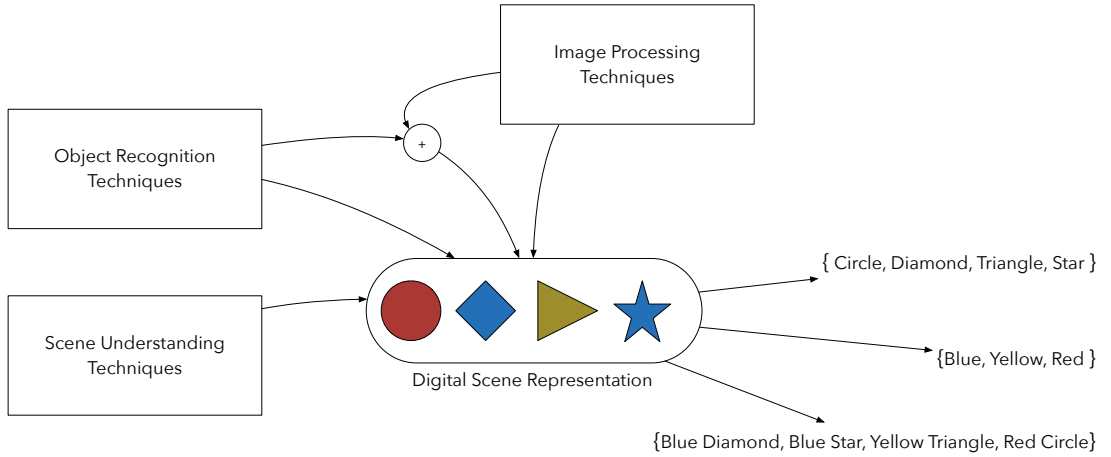 Image Processing
Techniques
Object Recognition
Techniques
+
Scene Understanding
Techniques
Digital Scene Representation
{ Circle, Diamond, Triangle, Star }
{Blue, Yellow, Red }
{Blue Diamond, Blue Star, Yellow Triangle, Red Circle}